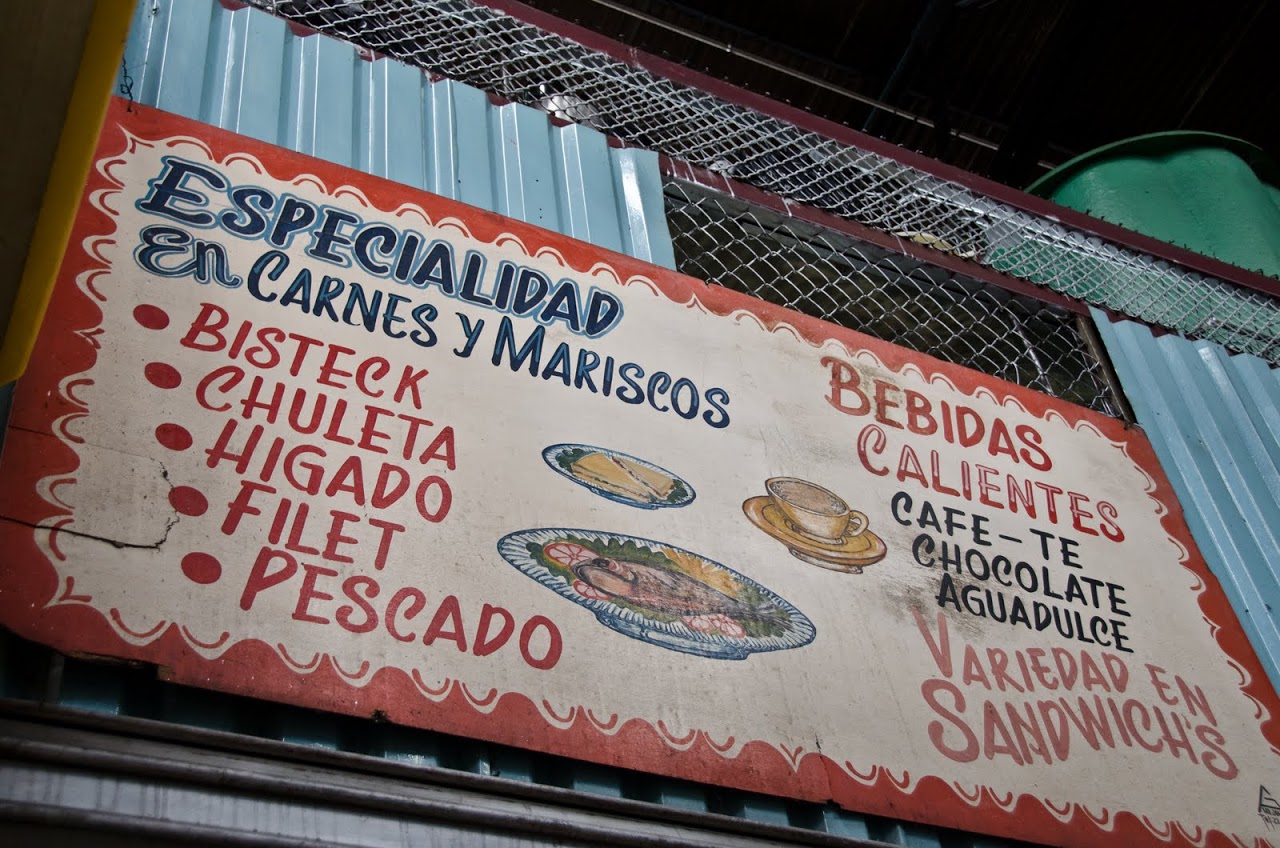 ESPECIALIDAD
En CARNES Y MARISCOS
• BISTECK
• CHULETA
• HIGADO
• FILET
• PESCADO
BEBIDAS
CALIENTES
CAFE-TE
CHOCOLATE
AGUADULCE
VARIEDAD EN
SANDWICH'S